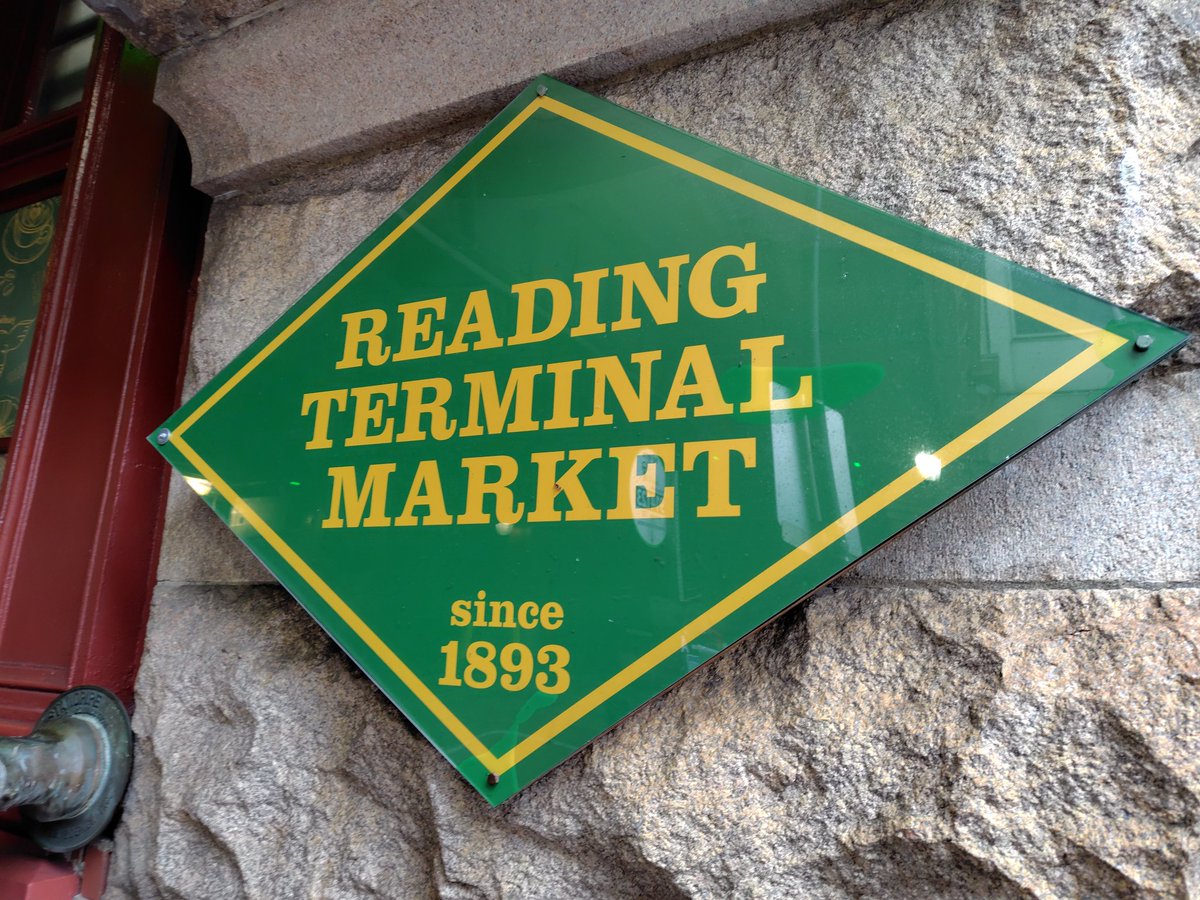 READING
TERMINAL
MARKET
since
1893